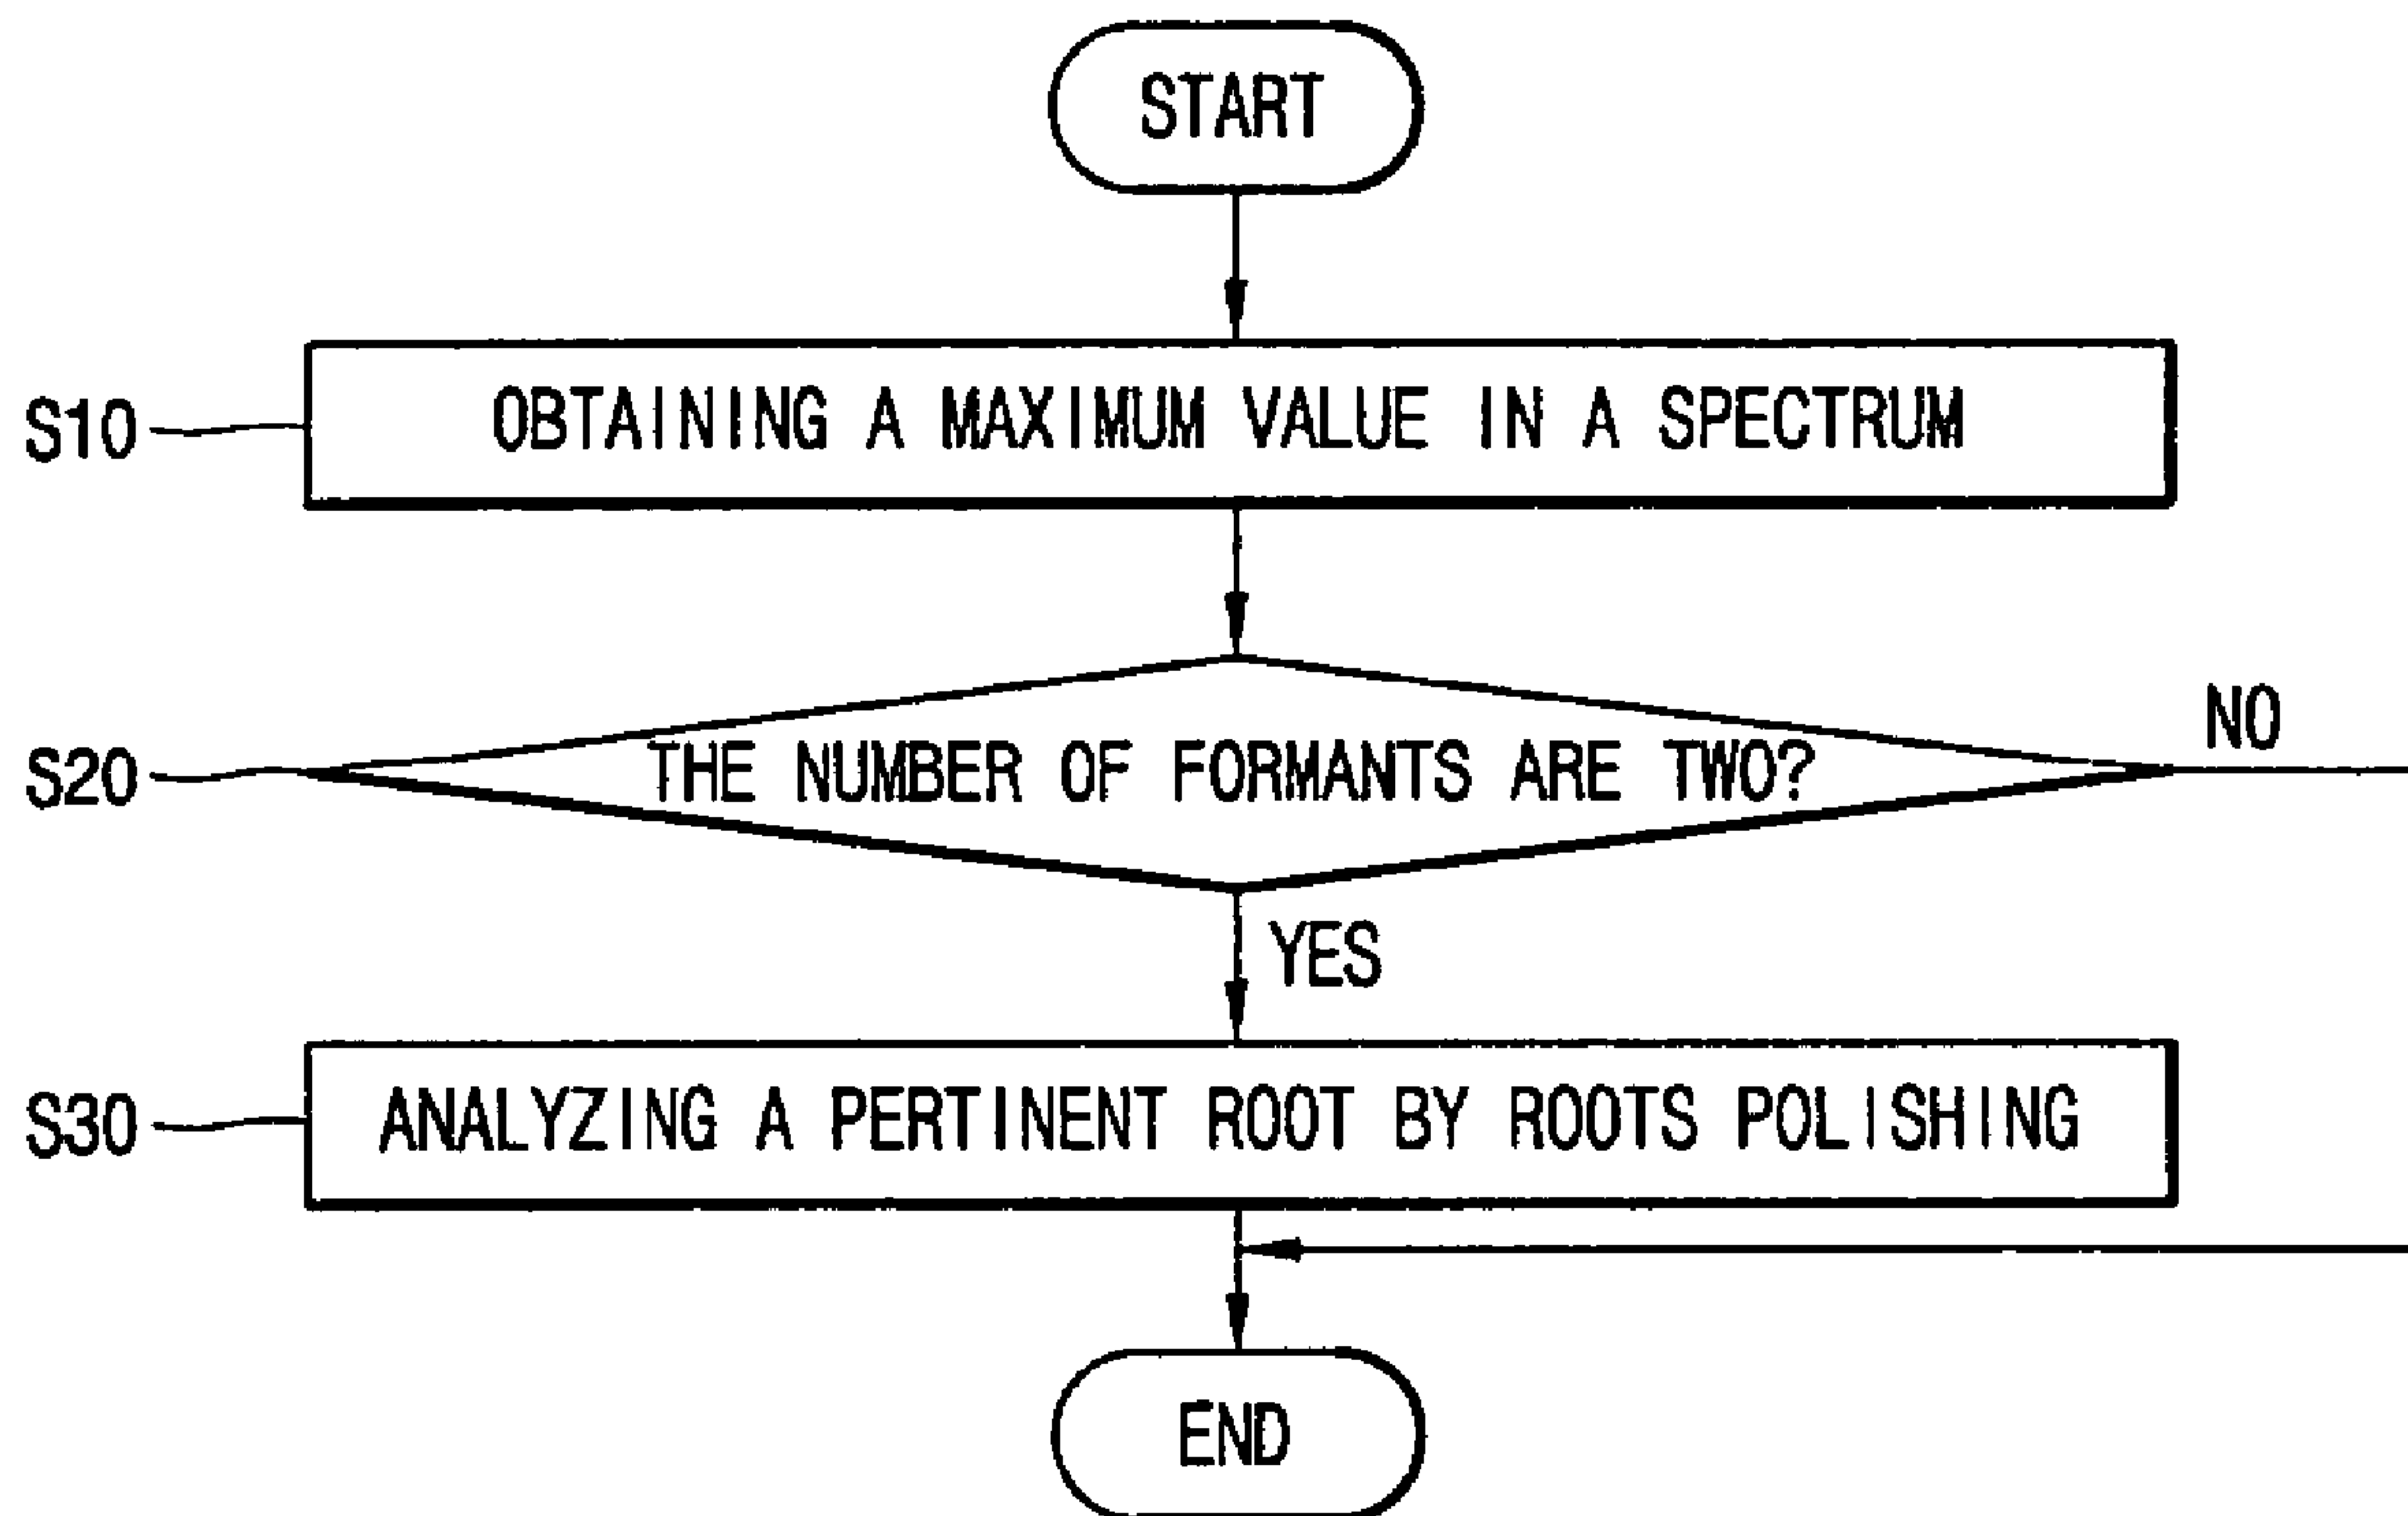 START
S10
OBTAINING A MAXIMUM VALUE IN A SPECTRUM
S20
THE NUMBER OF FORMANTS ARE TWO?
NO
YES
S30
ANALYZING A PERTINENT ROOT BY ROOTS POLISHING
END